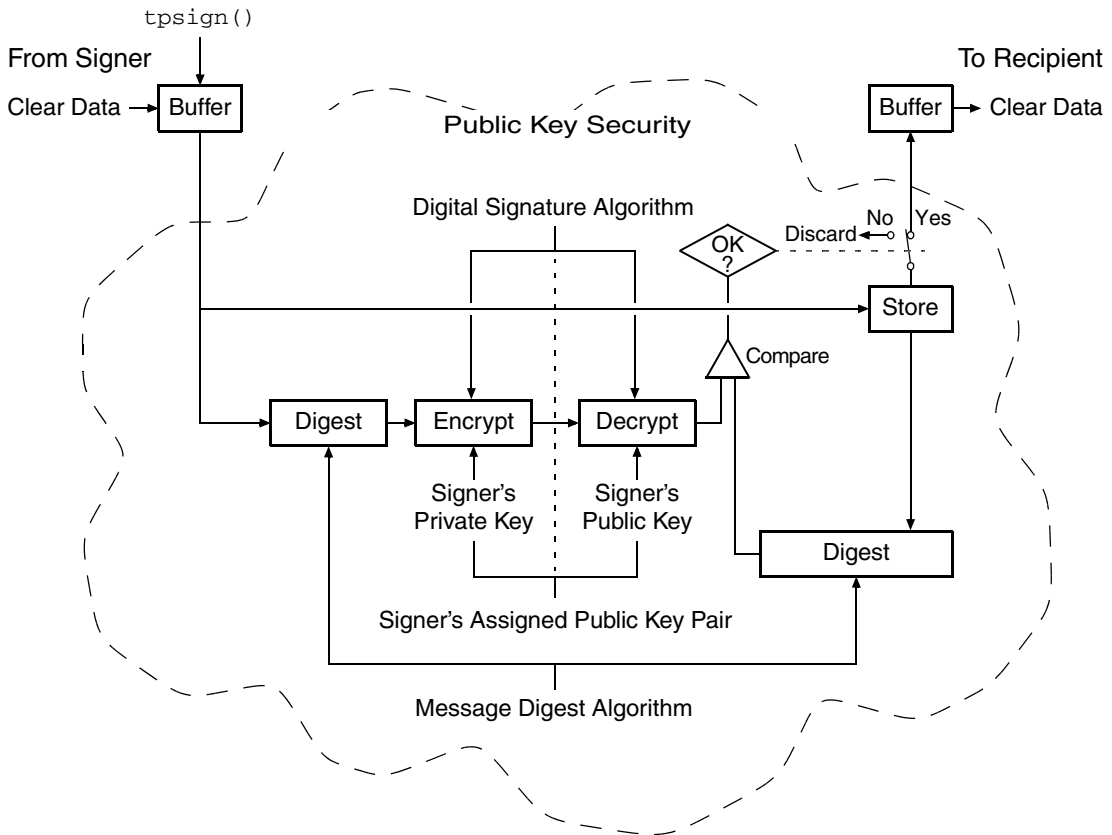 tpsign()
From Signer
To Recipient
Clear Data
Buffer
Buffer
Clear Data
Public Key Security
Digital Signature Algorithm
No
Yes
Discard
OK
?
Store
Compare
Digest
Encrypt
Decrypt
Signer's
Private Key
Signer's
Public Key
Digest
Signer's Assigned Public Key Pair
Message Digest Algorithm